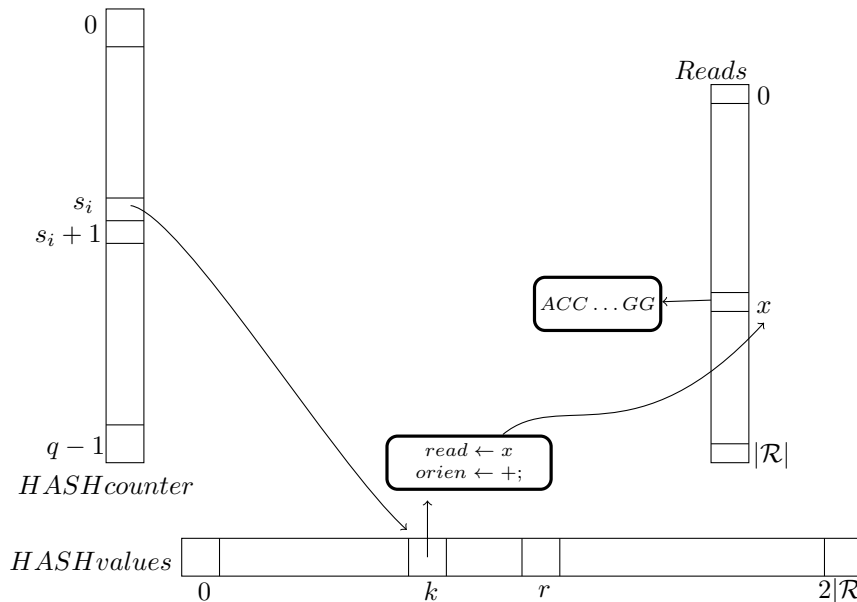 0
s_i
s_i + 1
q − 1
HASHcounter
Reads
0
x
|ℛ|
ACC … GG
read ← x
orien ← +;
HASHvalues
0
k
r
2|ℛ